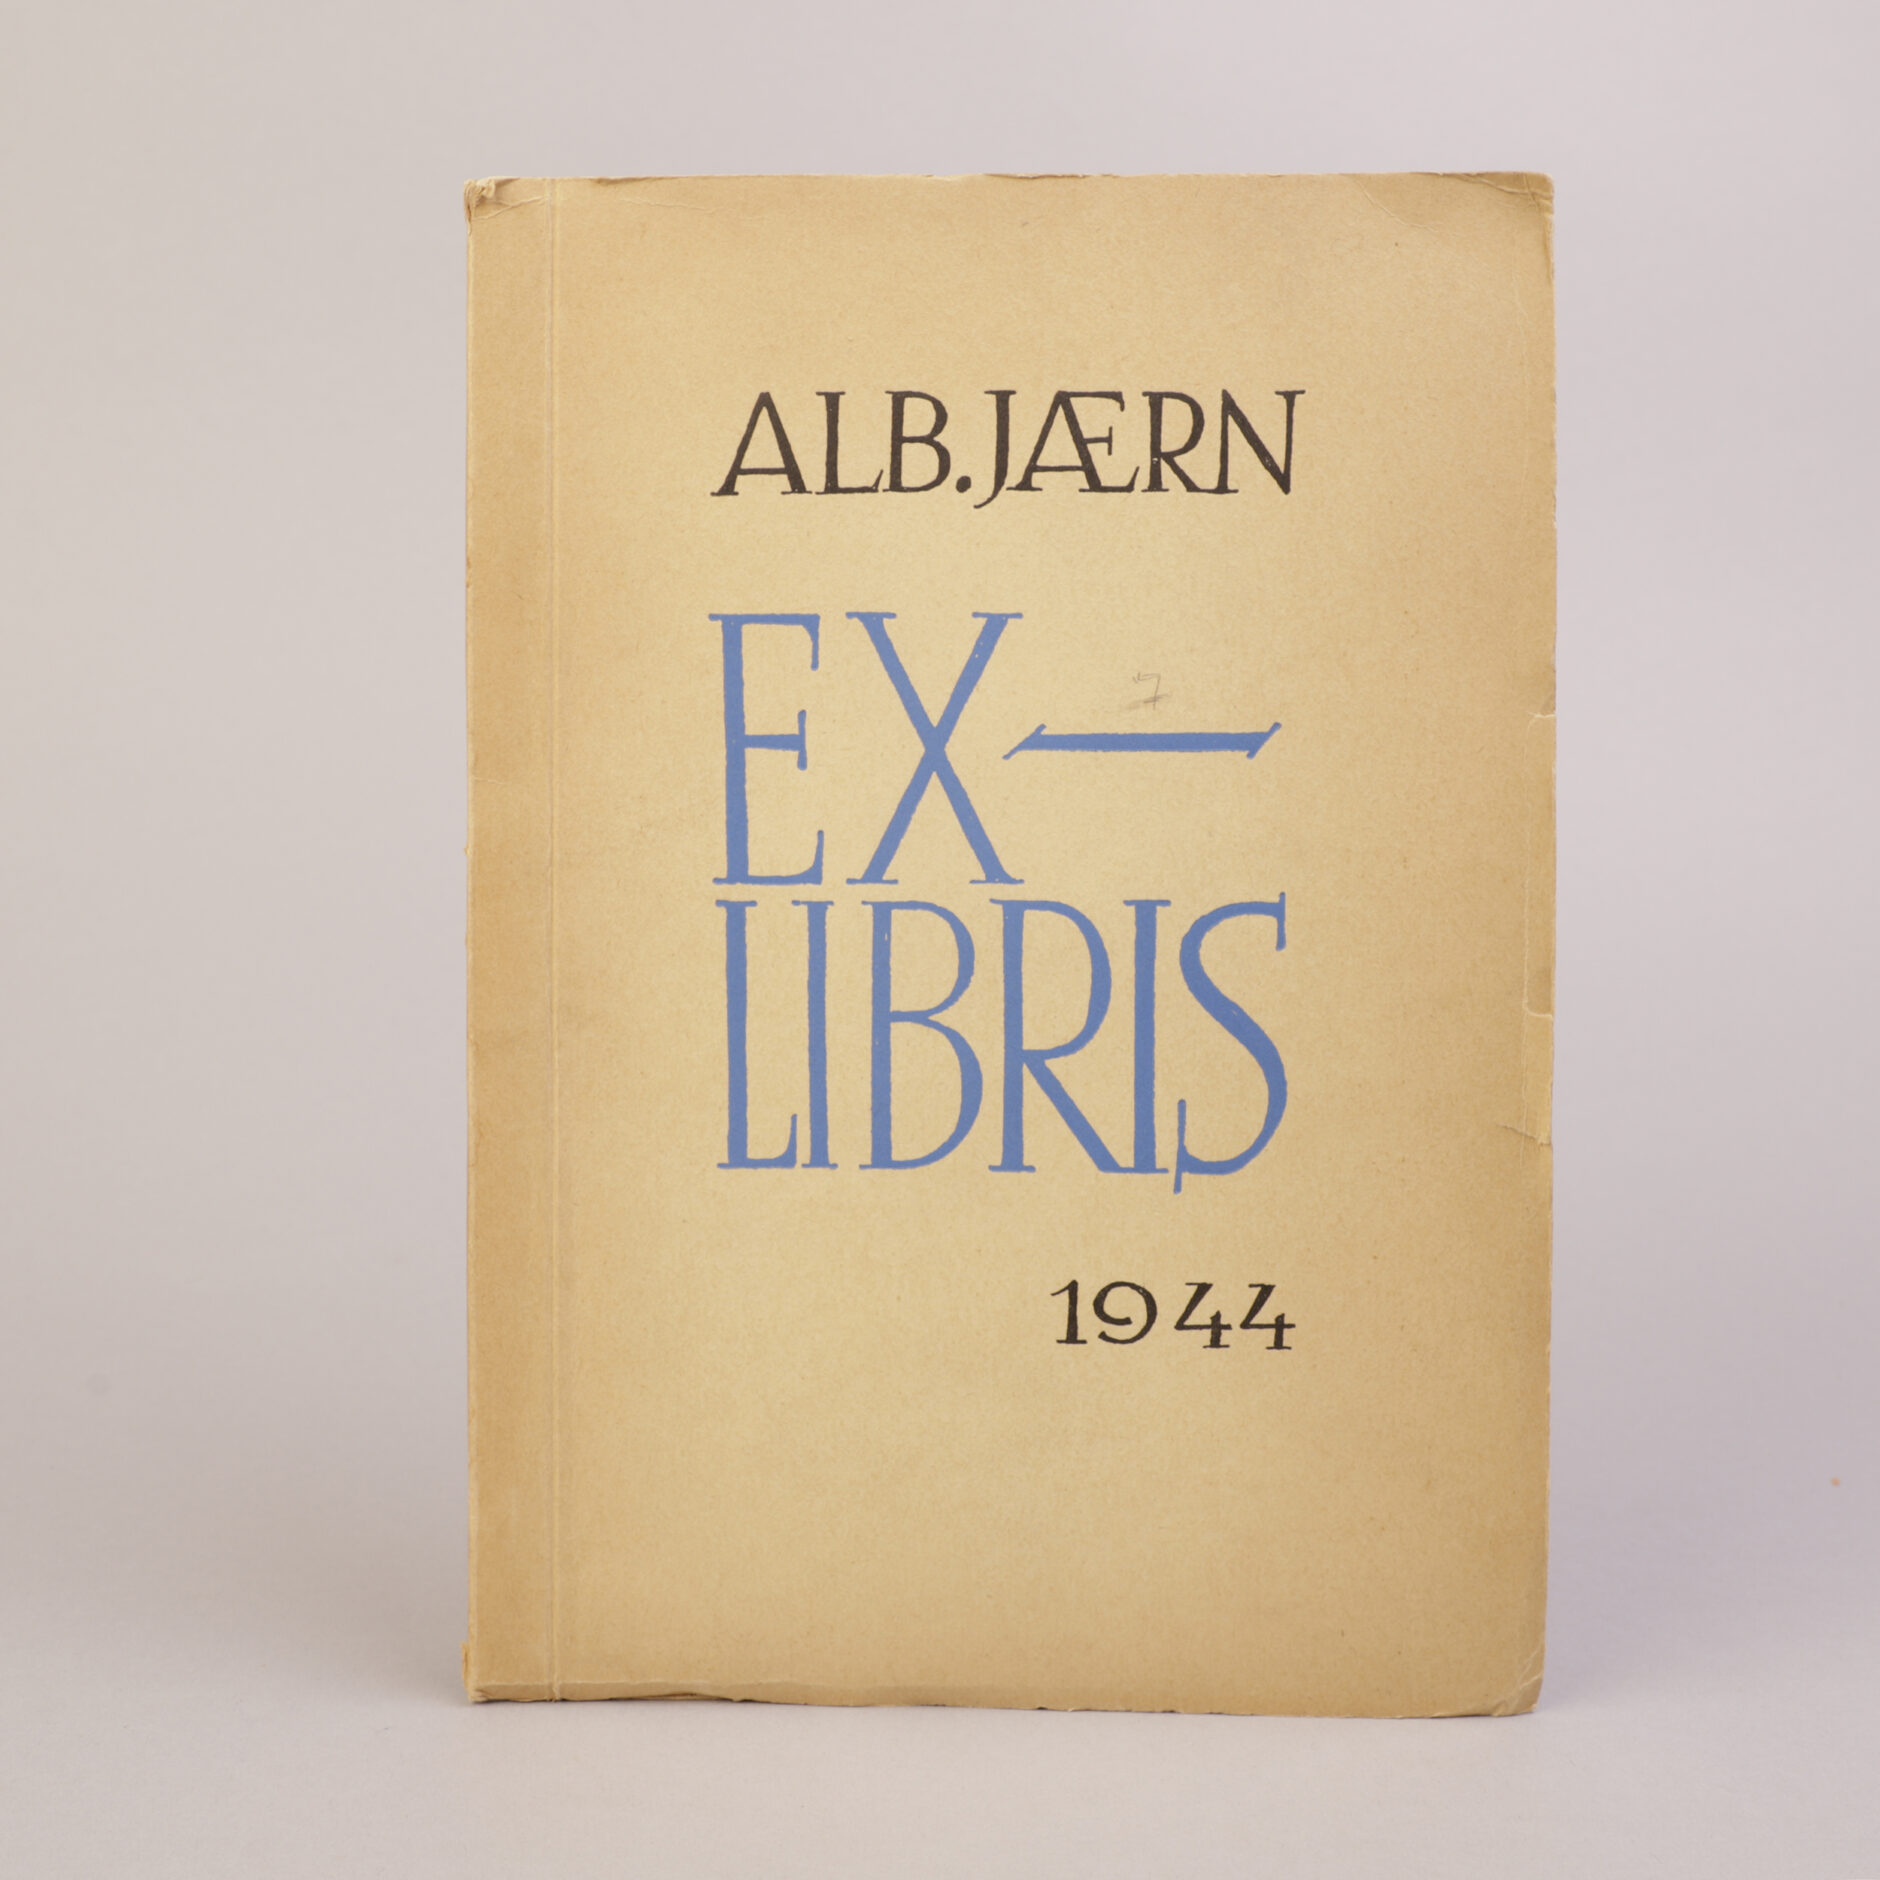 ALB. JÆRN
EX—
LIBRIS
1944